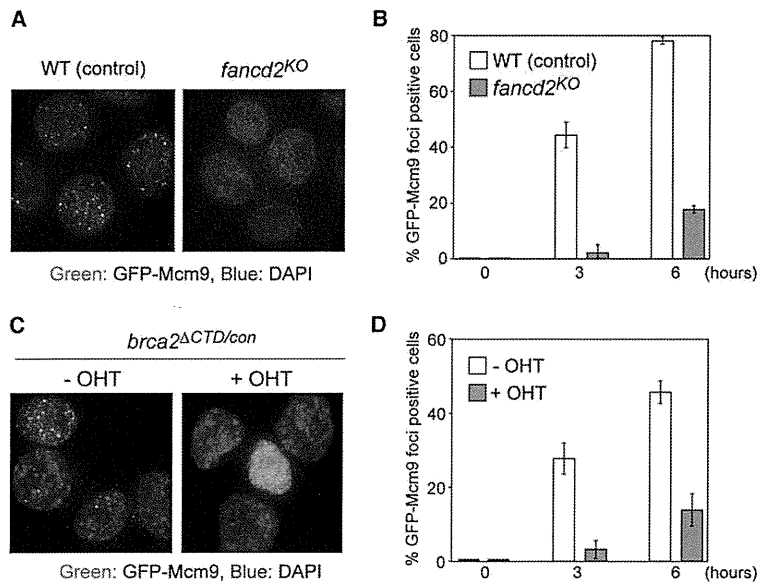 A
WT (control)
fancd2KO
Green: GFP-Mcm9, Blue: DAPI
B
% GFP-Mcm9 foci positive cells
80
60
40
20
0
WT (control)
fancd2KO
0 3 6 (hours)
C
brca2ΔCTD/con
- OHT
+ OHT
Green: GFP-Mcm9, Blue: DAPI
D
% GFP-Mcm9 foci positive cells
60
40
20
0
- OHT
+ OHT
0 3 6 (hours)